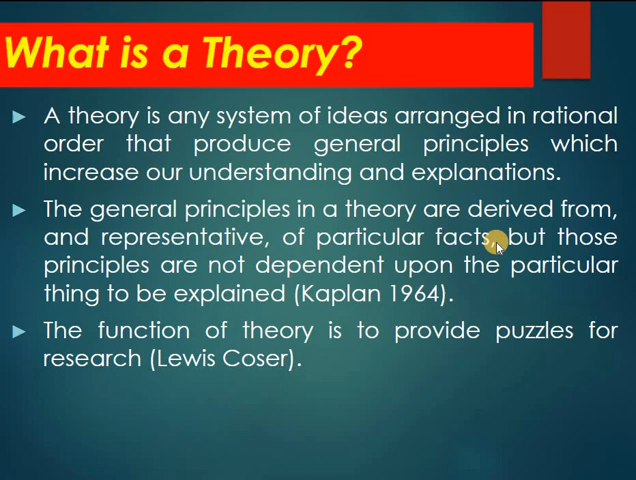 What is a Theory?
A theory is any system of ideas arranged in rational
order that produce general principles which
increase our understanding and explanations.
The general principles in a theory are derived from,
and representative, of particular facts, but those
principles are not dependent upon the particular
thing to be explained (Kaplan 1964).
The function of theory is to provide puzzles for
research (Lewis Coser).